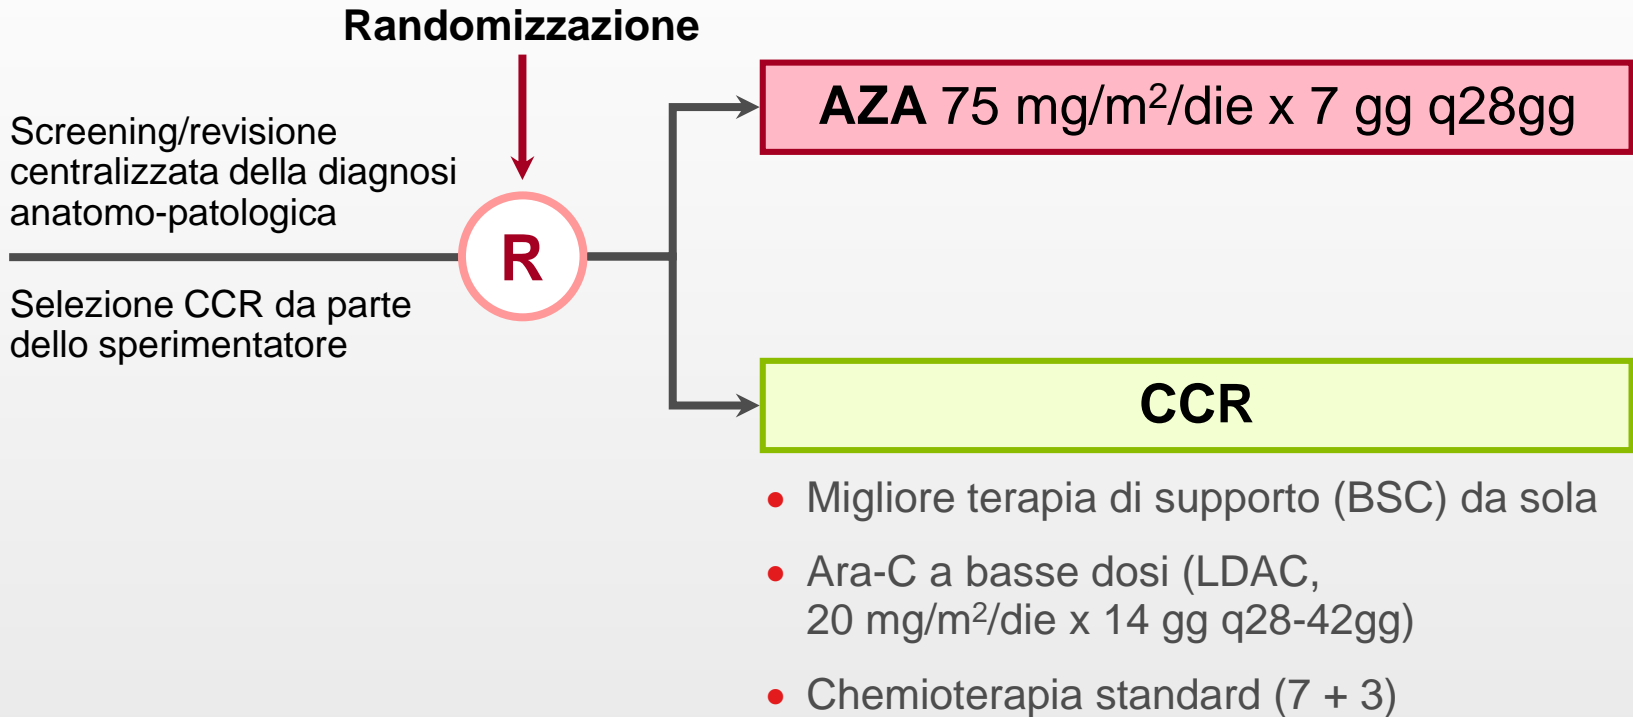 Randomizzazione
Screening/revisione
centralizzata della diagnosi
anatomo-patologica
R
Selezione CCR da parte
dello sperimentatore
AZA 75 mg/m²/die x 7 gg q28gg
CCR
• Migliore terapia di supporto (BSC) da sola
• Ara-C a basse dosi (LDAC,
20 mg/m²/die x 14 gg q28-42gg)
• Chemioterapia standard (7 + 3)